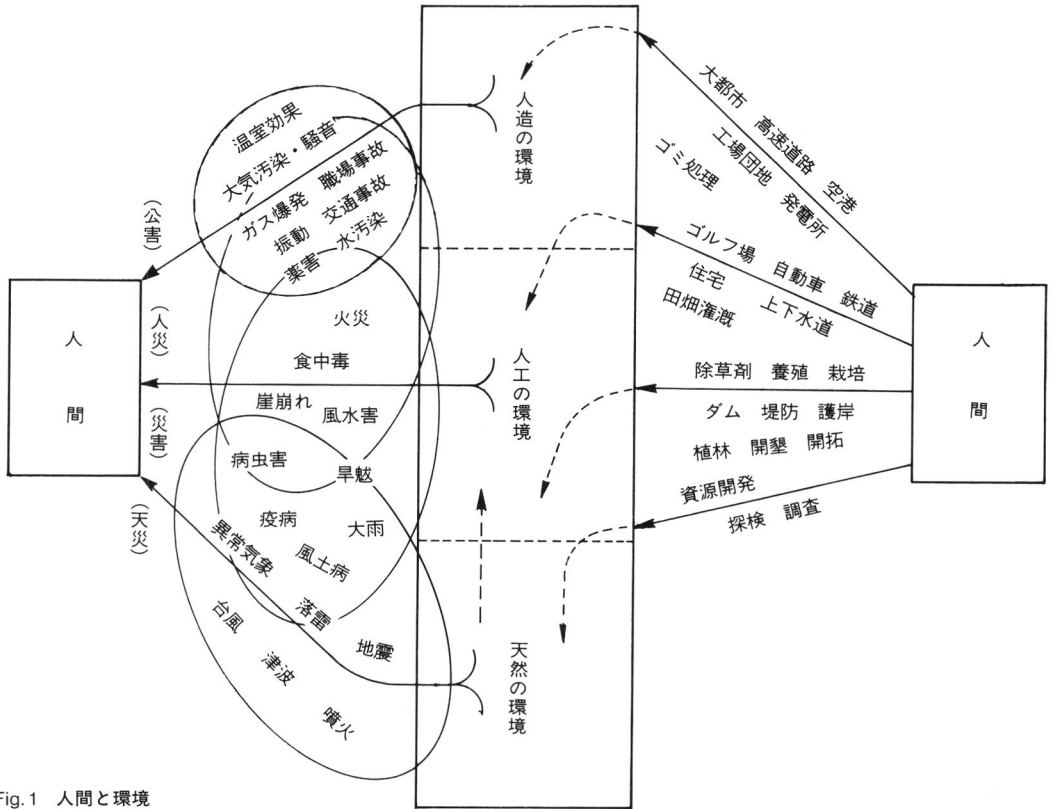 人造の環境
人工の環境
天然の環境
温室効果
大気汚染・騒音
ガス爆発 職場事故
振動 交通事故
薬害 水汚染
火災
食中毒
崖崩れ
風水害
病虫害
旱魃
疫病
大雨
異常気象
風土病
落雷
台風
地震
津波
噴火
(公害)
(人災)
(災害)
(天災)
人間
大都市 高速道路 空港
工場団地 発電所
ゴミ処理
ゴルフ場 自動車 鉄道
住宅 上下水道
田畑潅漑
除草剤 養殖 栽培
ダム 堤防 護岸
植林 開墾 開拓
資源開発
探検 調査
人間
Fig. 1 人間と環境